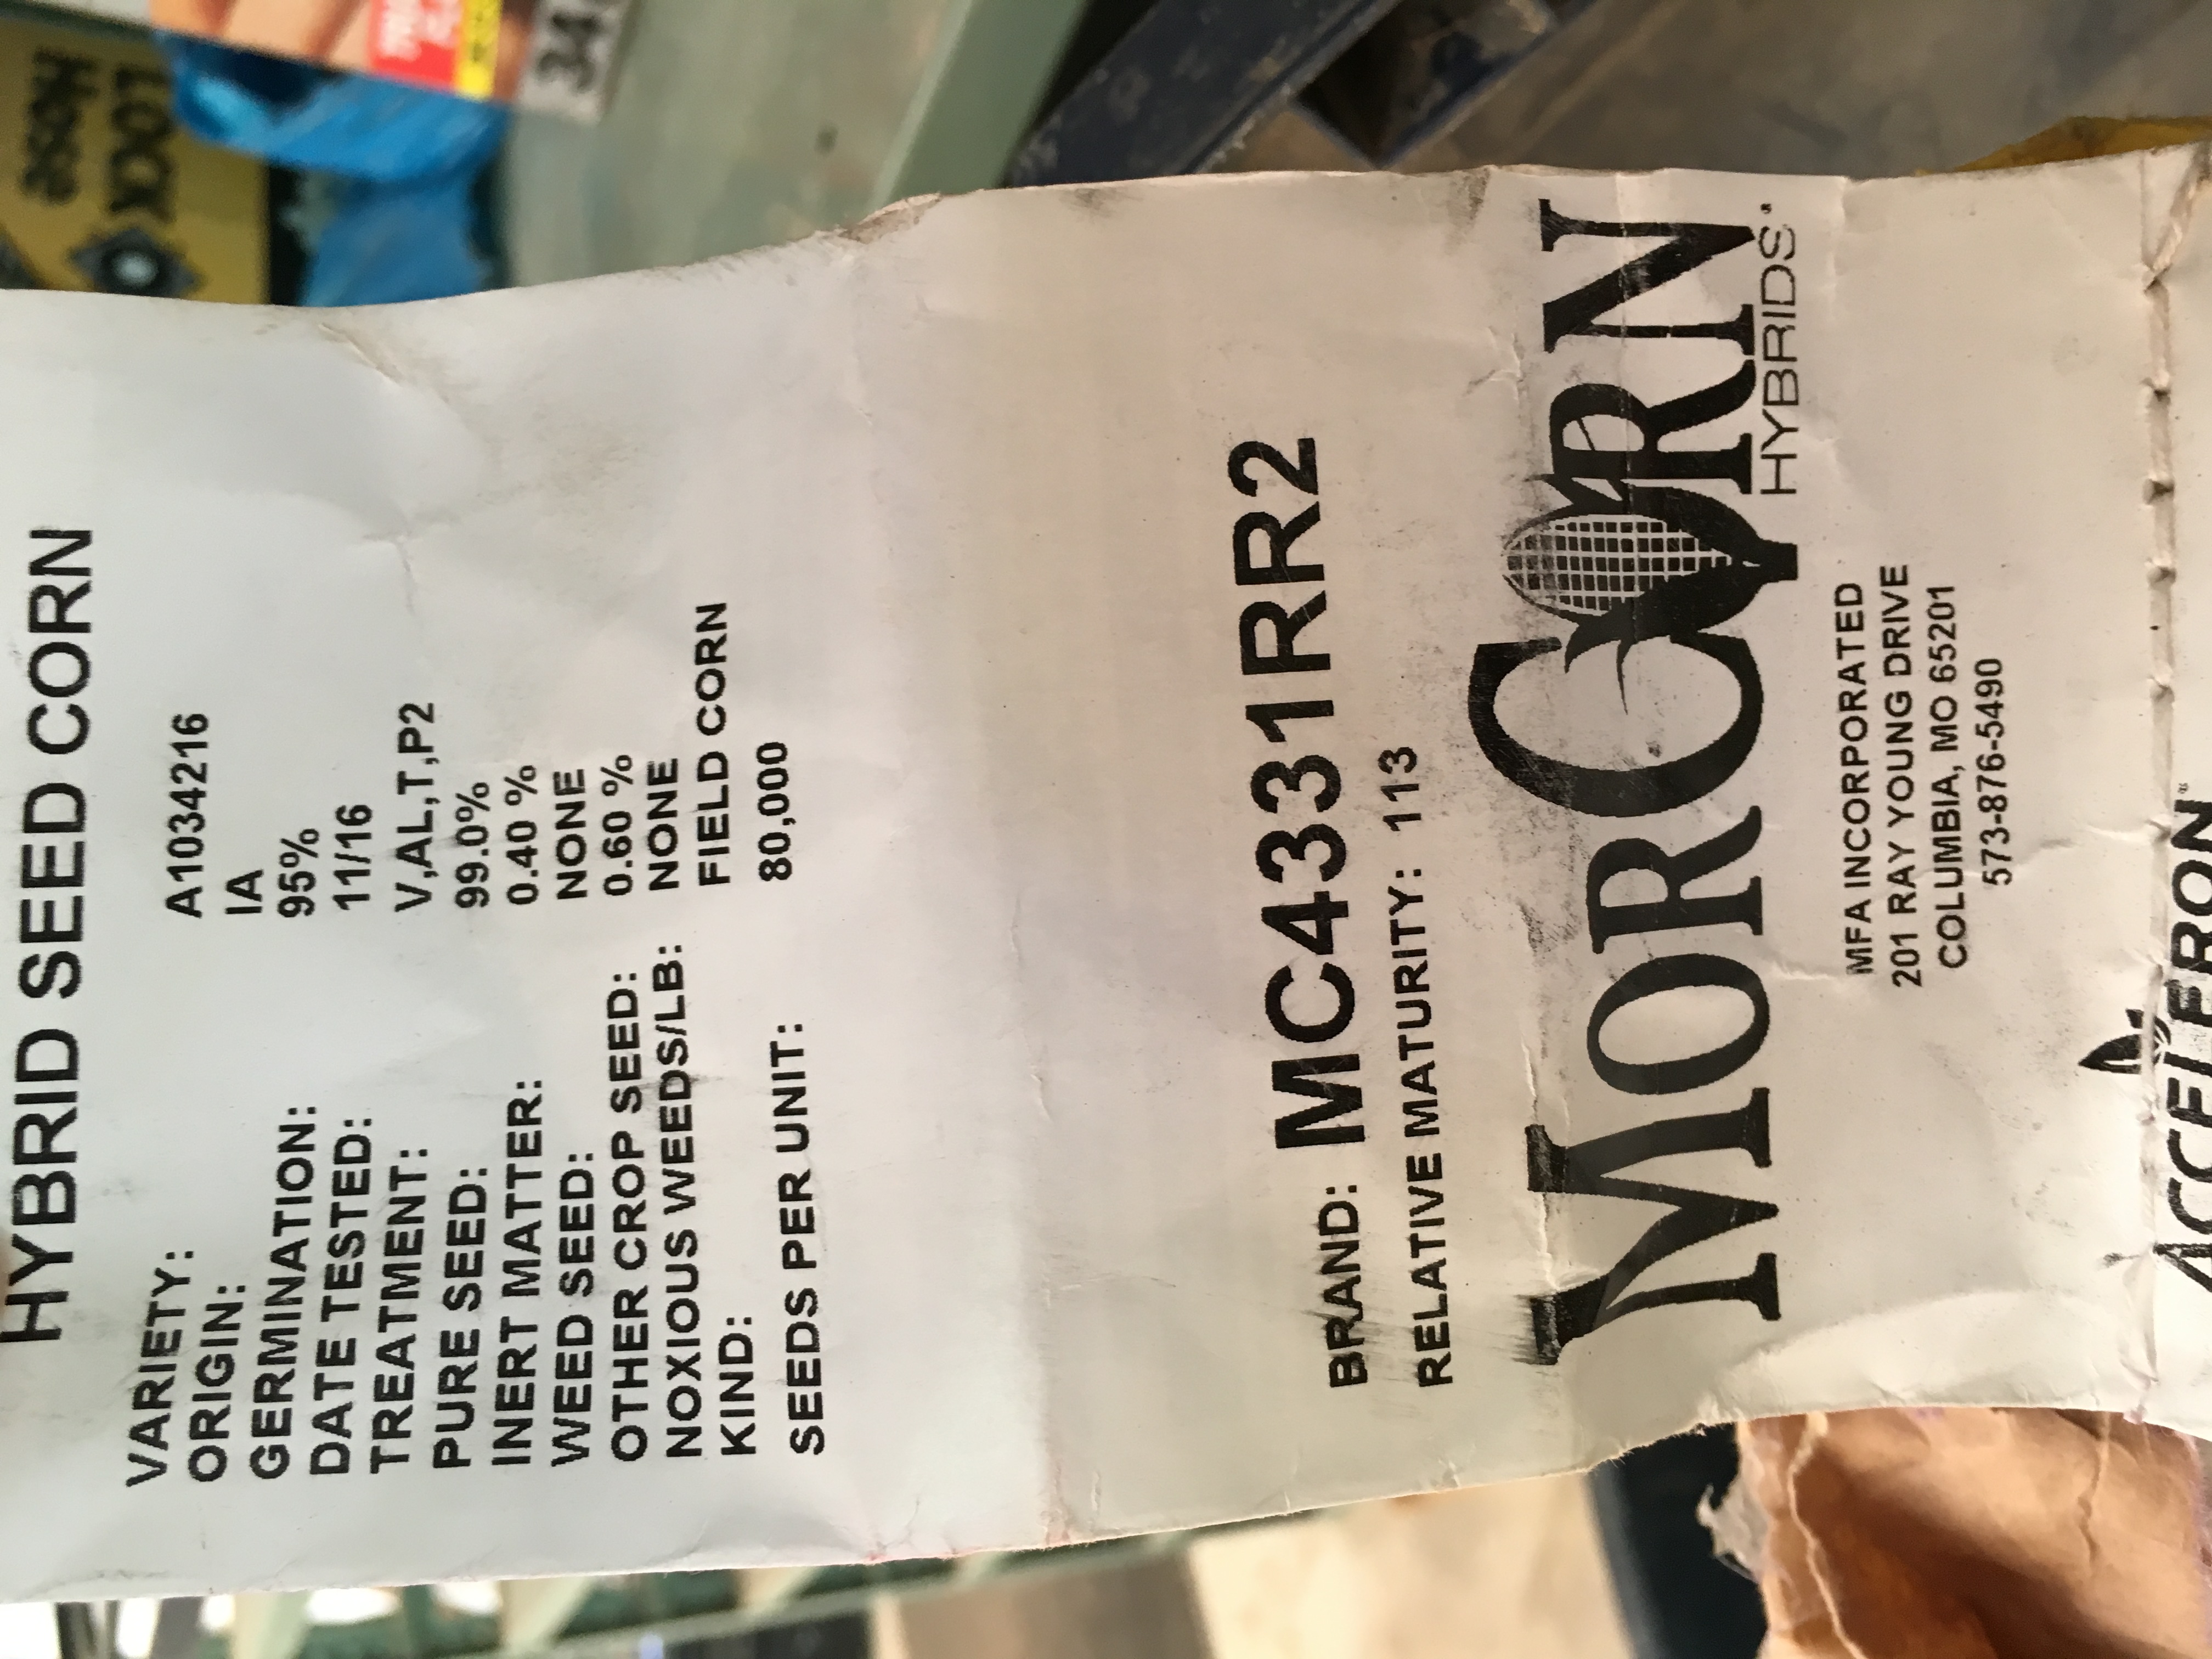 HYBRID SEED CORN
VARIETY: A1034216
ORIGIN: IA
GERMINATION: 95%
DATE TESTED: 11/16
TREATMENT: V,AL,T,P2
PURE SEED: 99.0%
INERT MATTER: 0.40 %
WEED SEED: NONE
OTHER CROP SEED: 0.60 %
NOXIOUS WEEDS/LB: NONE
KIND: FIELD CORN
SEEDS PER UNIT: 80,000
BRAND: MC4331RR2
RELATIVE MATURITY: 113
MORCORN
HYBRIDS
MFA INCORPORATED
201 RAY YOUNG DRIVE
COLUMBIA, MO 65201
573-876-5490
ACCELERON
LOCK
Hose
34